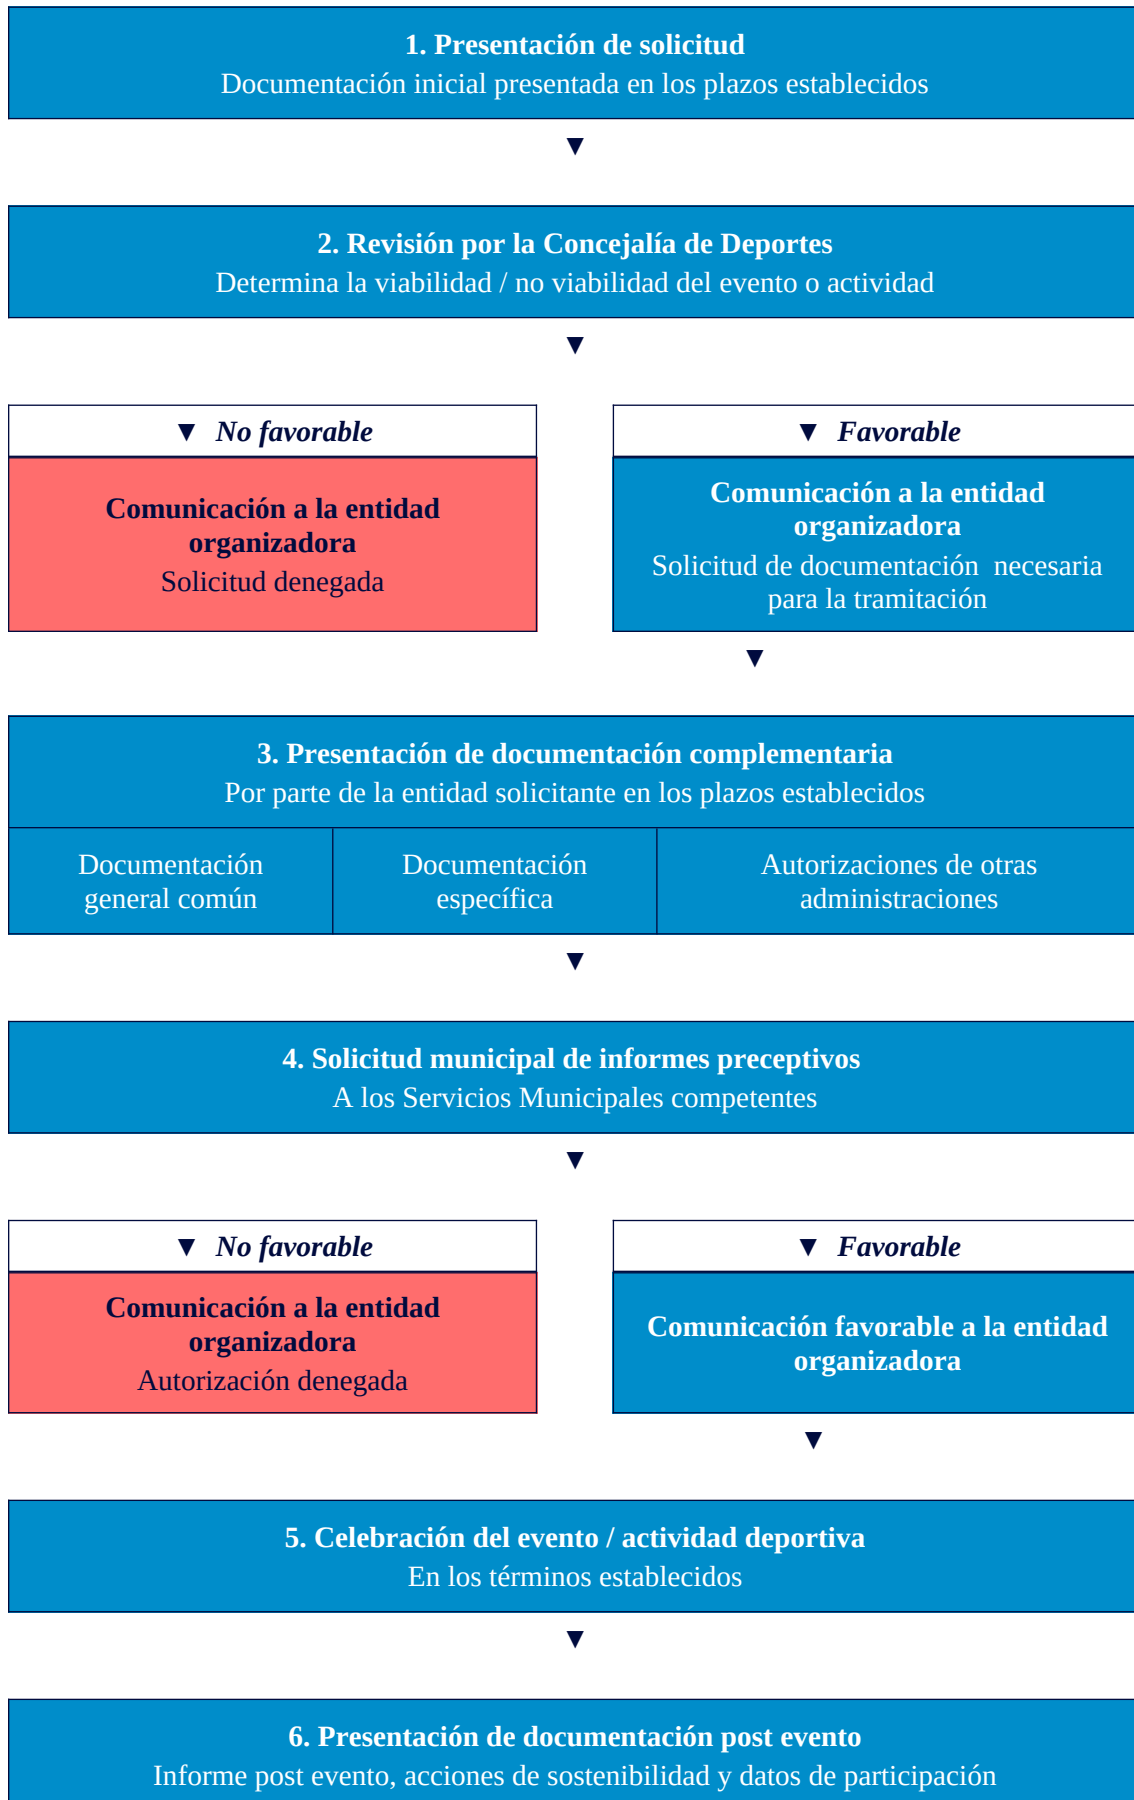 1. Presentación de solicitud
Documentación inicial presentada en los plazos establecidos
▼
2. Revisión por la Concejalía de Deportes
Determina la viabilidad / no viabilidad del evento o actividad
▼
▼ No favorable
Comunicación a la entidad
organizadora
Solicitud denegada
▼ Favorable
Comunicación a la entidad
organizadora
Solicitud de documentación necesaria
para la tramitación
▼
3. Presentación de documentación complementaria
Por parte de la entidad solicitante en los plazos establecidos
Documentación
general común
Documentación
específica
Autorizaciones de otras
administraciones
▼
4. Solicitud municipal de informes preceptivos
A los Servicios Municipales competentes
▼
▼ No favorable
Comunicación a la entidad
organizadora
Autorización denegada
▼ Favorable
Comunicación favorable a la entidad
organizadora
▼
5. Celebración del evento / actividad deportiva
En los términos establecidos
▼
6. Presentación de documentación post evento
Informe post evento, acciones de sostenibilidad y datos de participación